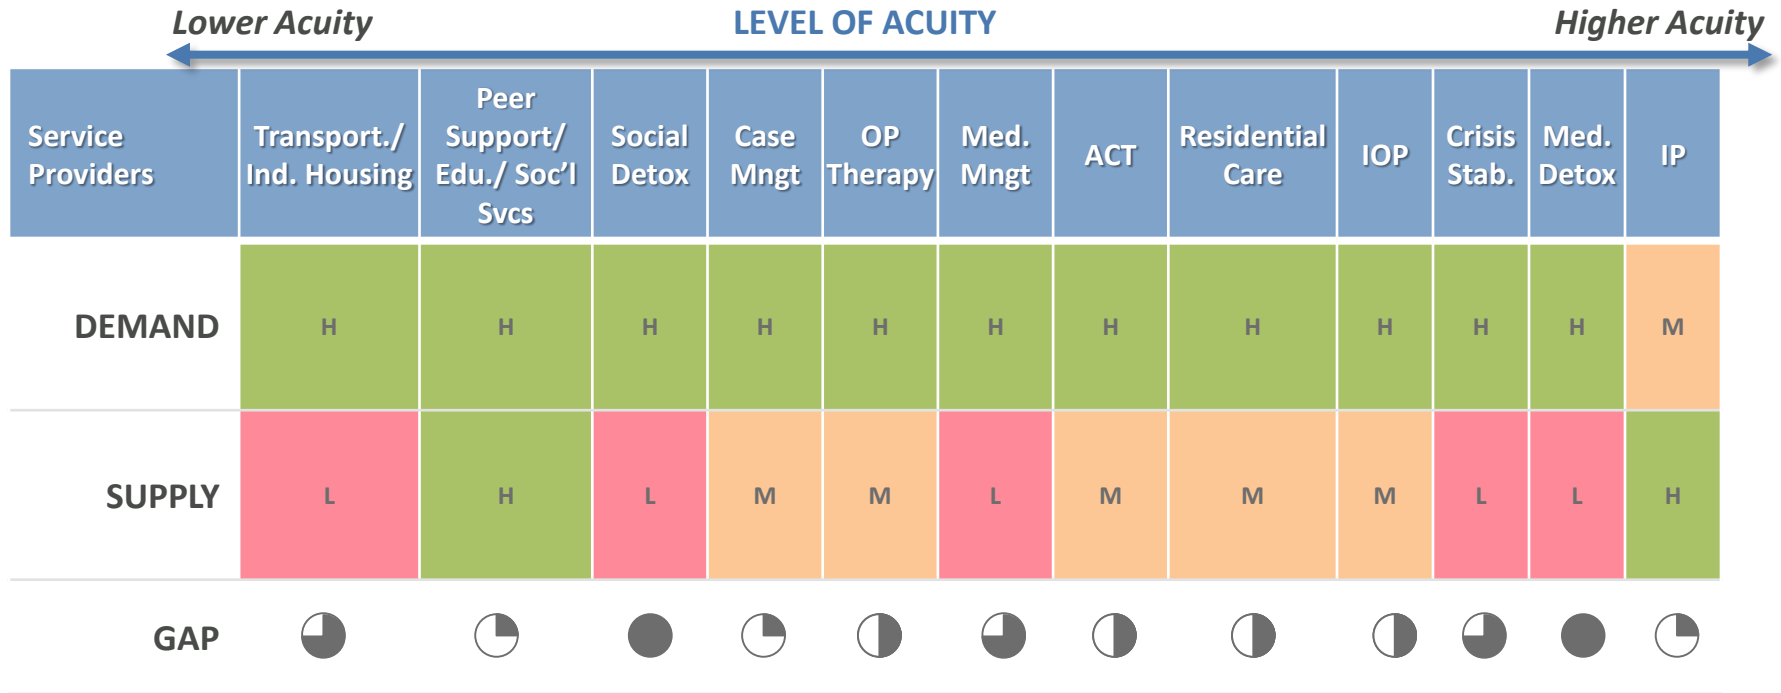 Lower Acuity LEVEL OF ACUITY Higher Acuity
Service Providers
Transport./ Ind. Housing
Peer Support/ Edu./ Soc'l Svcs
Social Detox
Case Mngt
OP Therapy
Med. Mngt
ACT
Residential Care
IOP
Crisis Stab.
Med. Detox
IP
DEMAND H H H H H H H H H H H M
SUPPLY L H L M M L M M M L L H
GAP